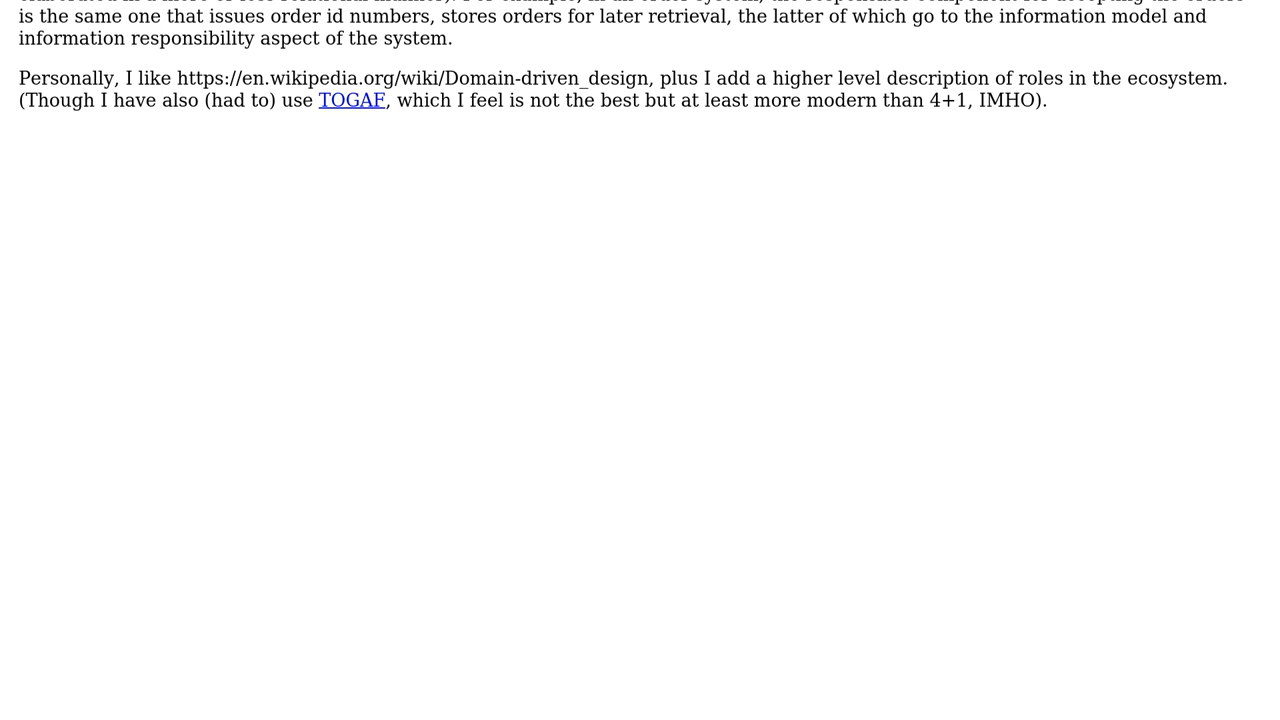 is the same one that issues order id numbers, stores orders for later retrieval, the latter of which go to the information model and
information responsibility aspect of the system.
Personally, I like https://en.wikipedia.org/wiki/Domain-driven_design, plus I add a higher level description of roles in the ecosystem.
(Though I have also (had to) use TOGAF, which I feel is not the best but at least more modern than 4+1, IMHO).